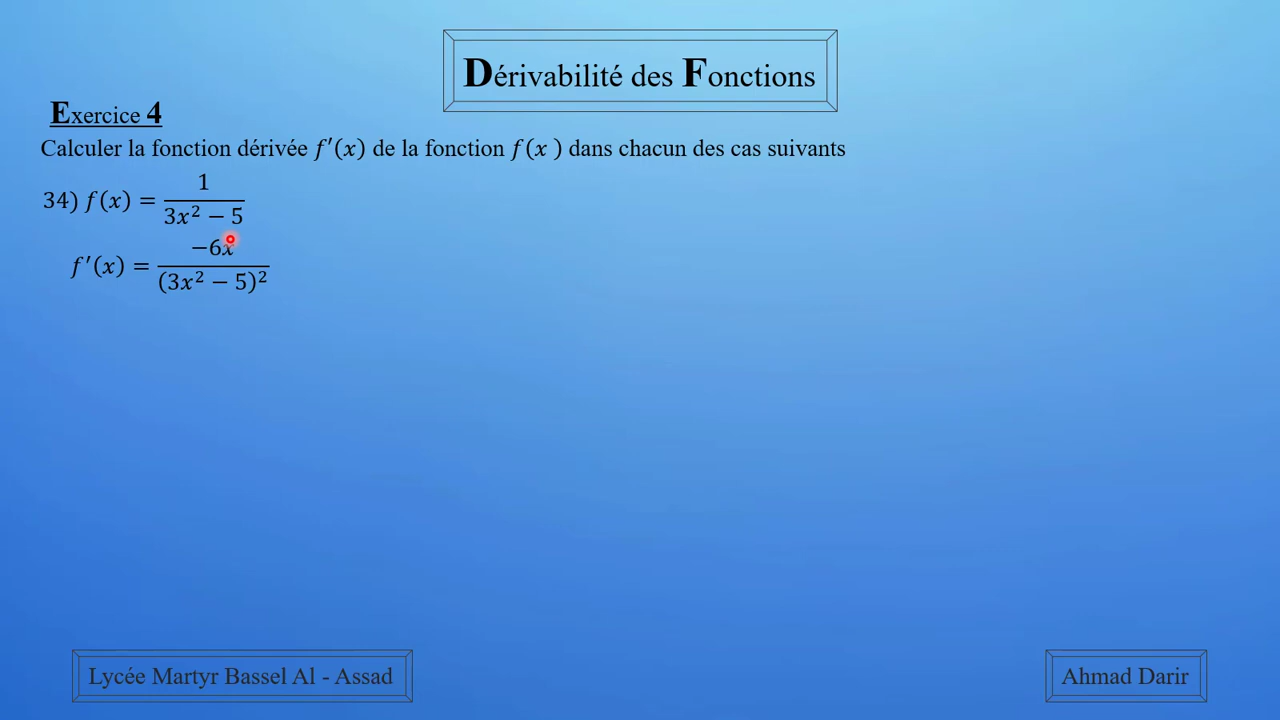 Dérivabilité des Fonctions
Exercice 4
Calculer la fonction dérivée f′(x) de la fonction f(x ) dans chacun des cas suivants
34) f(x) = 1 / (3x² − 5)
f′(x) = −6x / (3x² − 5)²
Lycée Martyr Bassel Al - Assad
Ahmad Darir